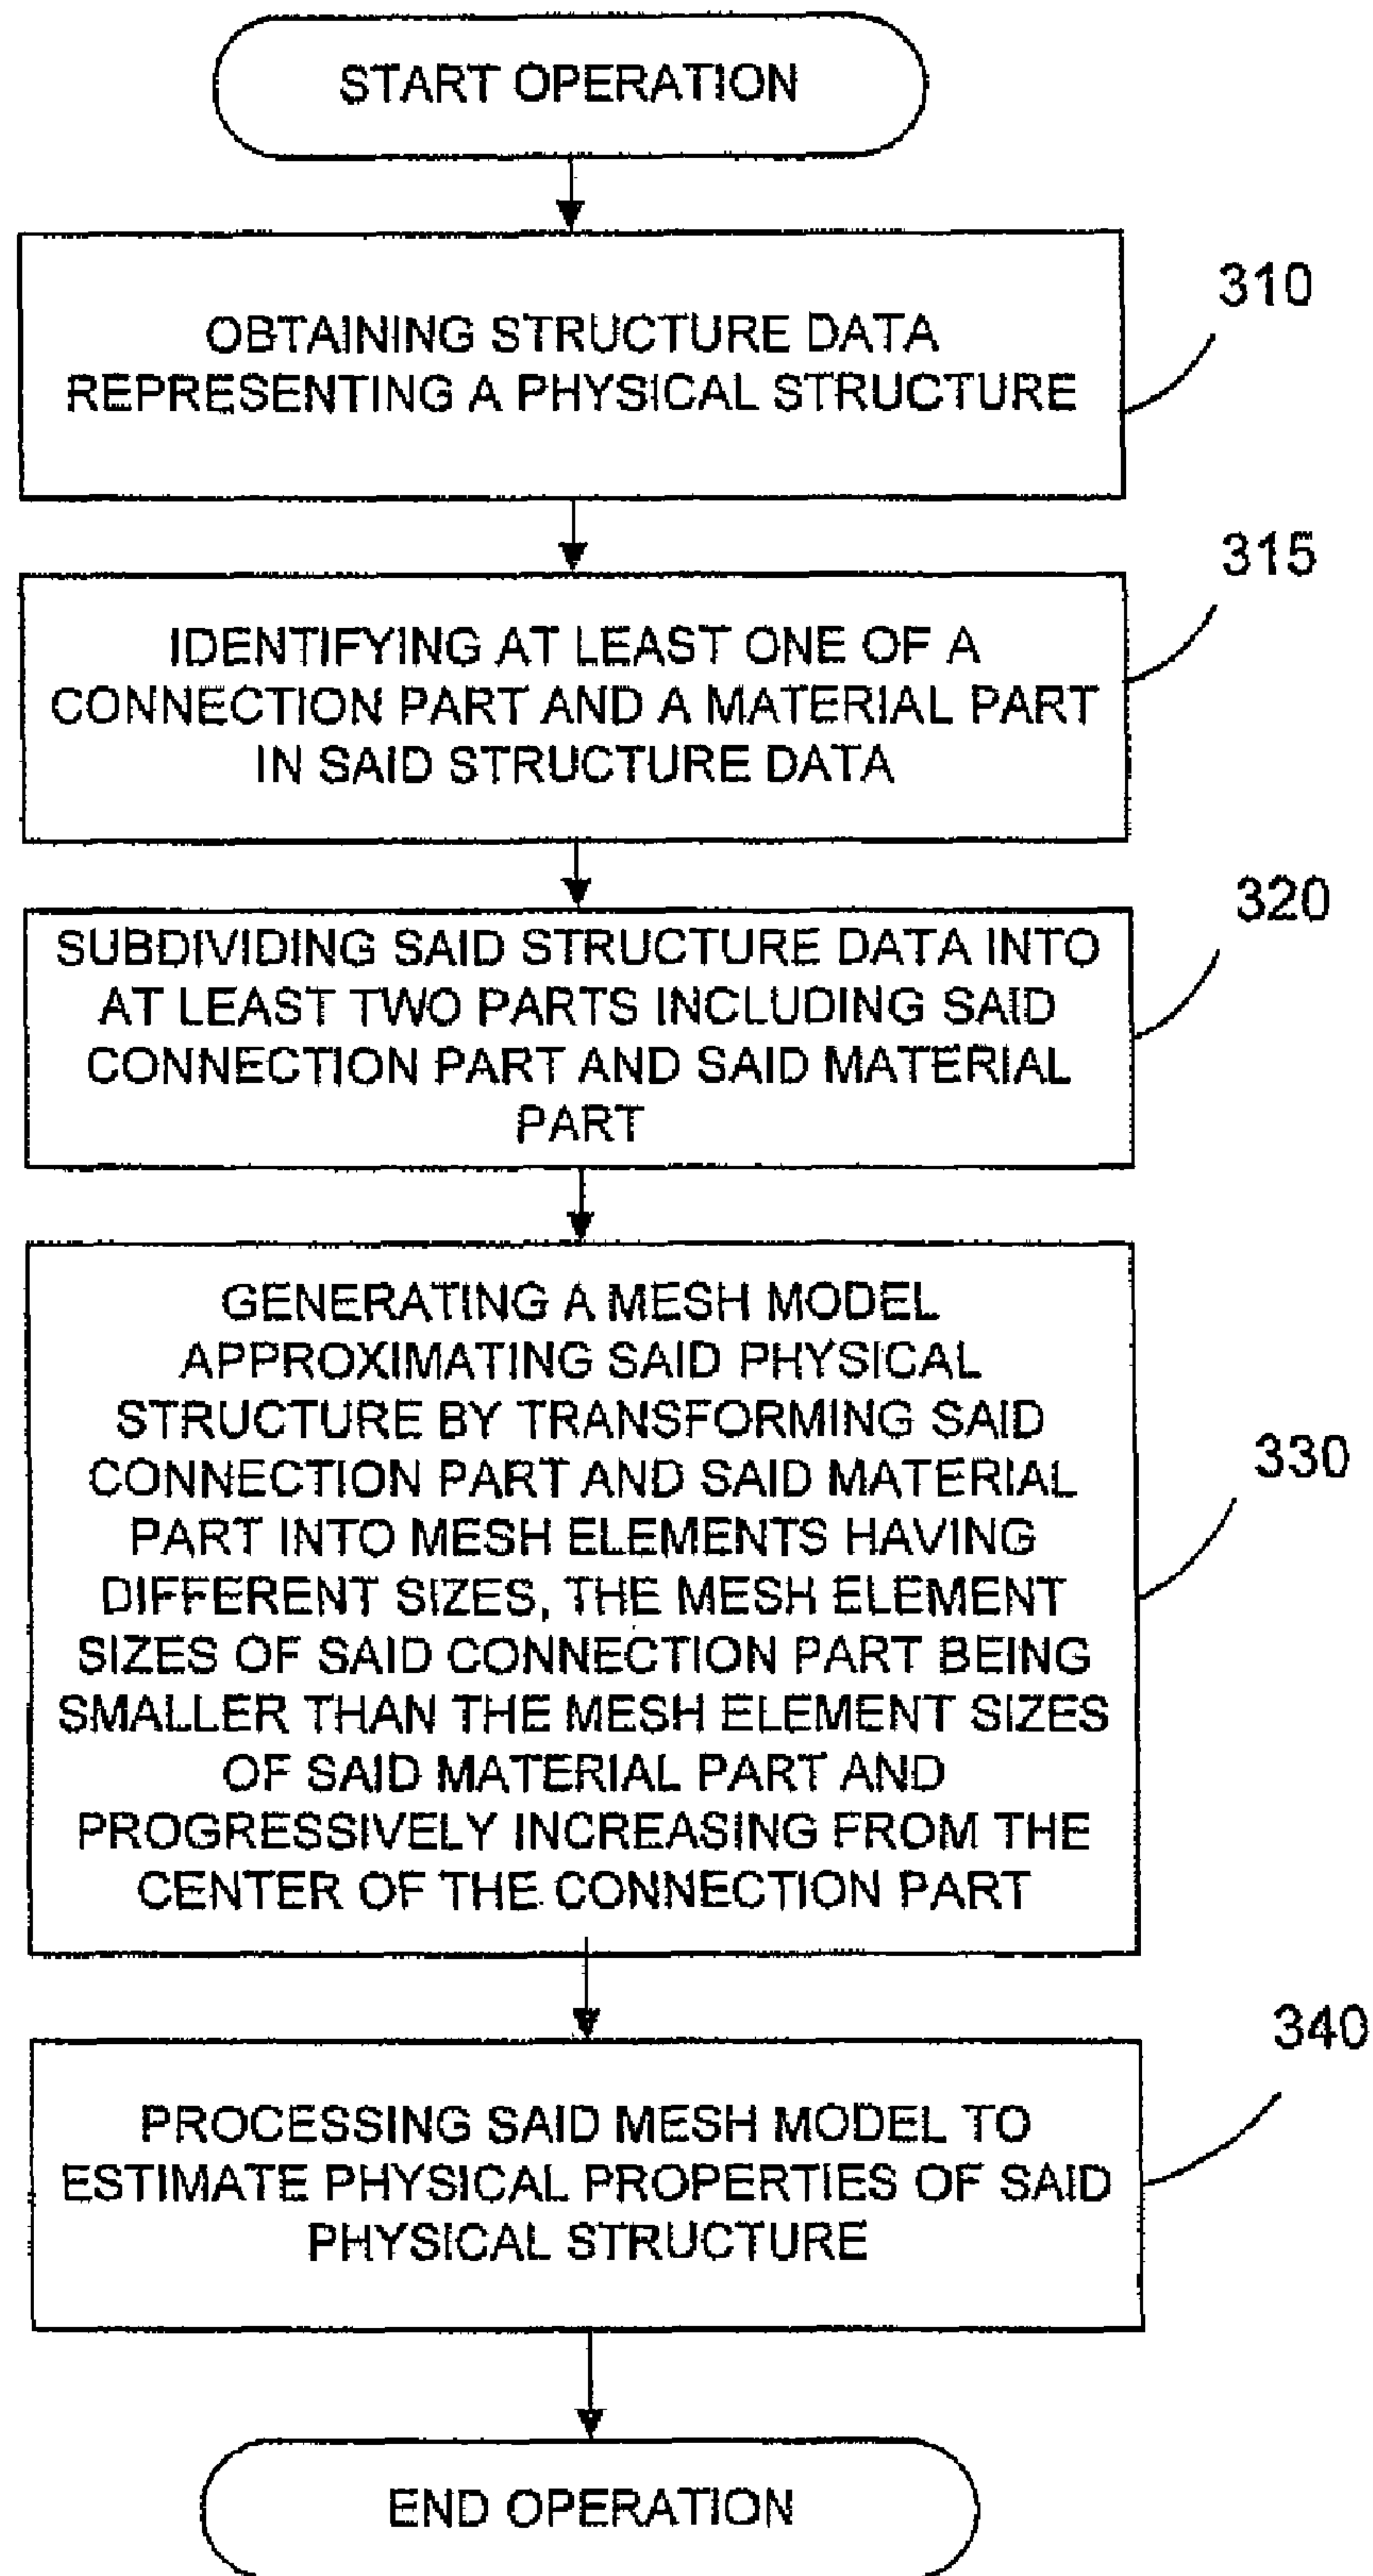 START OPERATION
OBTAINING STRUCTURE DATA
REPRESENTING A PHYSICAL STRUCTURE
310
IDENTIFYING AT LEAST ONE OF A
CONNECTION PART AND A MATERIAL PART
IN SAID STRUCTURE DATA
315
SUBDIVIDING SAID STRUCTURE DATA INTO
AT LEAST TWO PARTS INCLUDING SAID
CONNECTION PART AND SAID MATERIAL
PART
320
GENERATING A MESH MODEL
APPROXIMATING SAID PHYSICAL
STRUCTURE BY TRANSFORMING SAID
CONNECTION PART AND SAID MATERIAL
PART INTO MESH ELEMENTS HAVING
DIFFERENT SIZES, THE MESH ELEMENT
SIZES OF SAID CONNECTION PART BEING
SMALLER THAN THE MESH ELEMENT SIZES
OF SAID MATERIAL PART AND
PROGRESSIVELY INCREASING FROM THE
CENTER OF THE CONNECTION PART
330
PROCESSING SAID MESH MODEL TO
ESTIMATE PHYSICAL PROPERTIES OF SAID
PHYSICAL STRUCTURE
340
END OPERATION